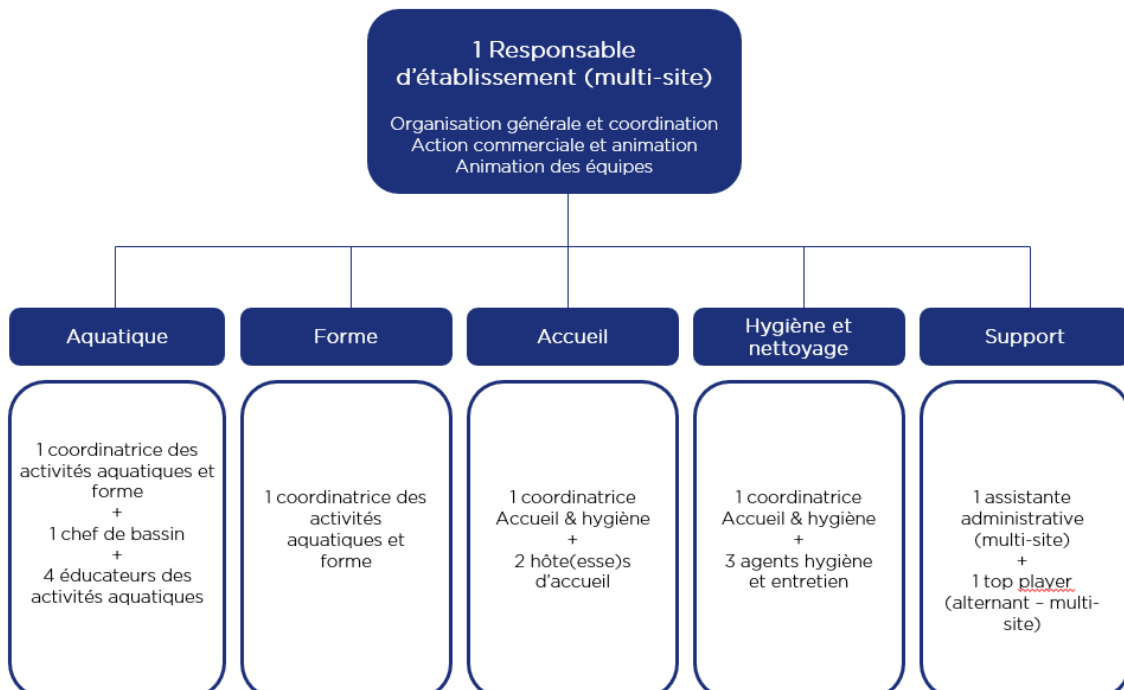 1 Responsable
d'établissement (multi-site)
Organisation générale et coordination
Action commerciale et animation
Animation des équipes
Aquatique
Forme
Accueil
Hygiène et
nettoyage
Support
1 coordinatrice des
activités aquatiques et
forme
+
1 chef de bassin
+
4 éducateurs des
activités aquatiques
1 coordinatrice des
activités
aquatiques et
forme
1 coordinatrice
Accueil & hygiène
+
2 hôte(esse)s
d'accueil
1 coordinatrice
Accueil & hygiène
+
3 agents hygiène
et entretien
1 assistante
administrative
(multi-site)
+
1 top player
(alternant – multi-
site)